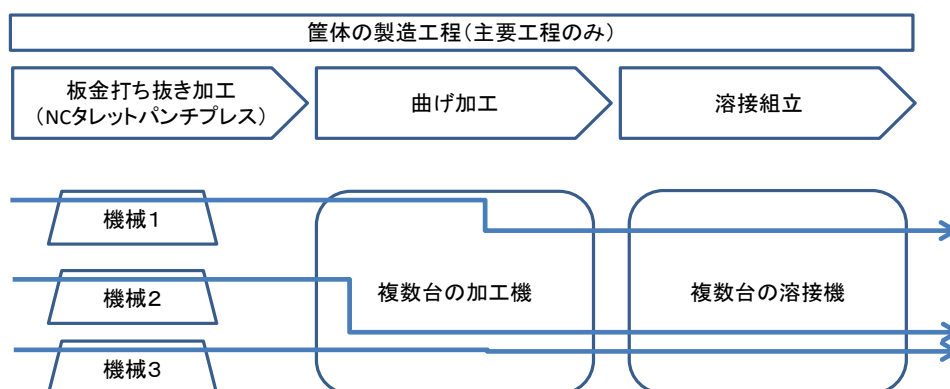 筐体の製造工程（主要工程のみ）
板金打ち抜き加工
（NCタレットパンチプレス）
曲げ加工
溶接組立
機械１
機械２
複数台の加工機
複数台の溶接機
機械３